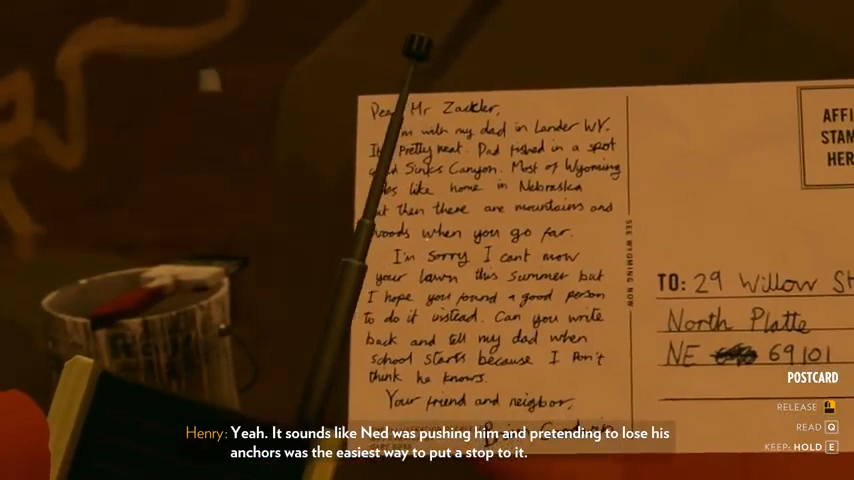 Mr Zackler,
with my dad in Lander WY.
Pretty neat. Dad fished in a spot
Sinks Canyon. Most of Wyoming
like home in Nebraska
then there are mountains and
woods when you go far.
I'm sorry I cant mow
your lawn this summer but
I hope you found a good person
to do it instead. Can you write
back and tell my dad when
school starts because I Don't
think he knows.
Your friend and neigbor,
SEE WYOMING NOW
AFFI
STAM
HER
TO: 29 Willow St
North Platte
NE 69101
POSTCARD
RELEASE
READ Q
KEEP: HOLD E
Henry: Yeah. It sounds like Ned was pushing him and pretending to lose his
anchors was the easiest way to put a stop to it.